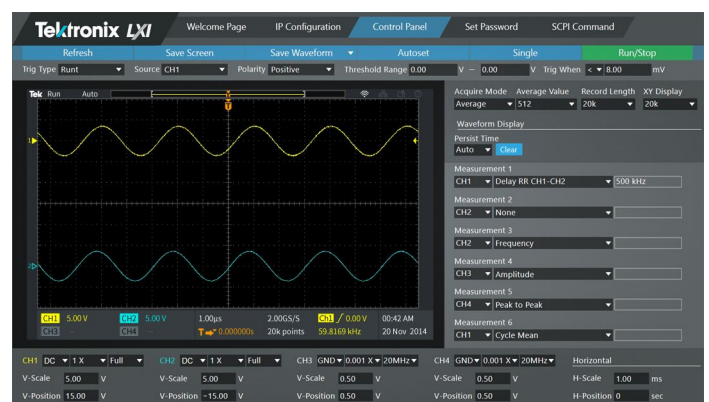 Tektronix LXI Welcome Page IP Configuration Control Panel Set Password SCPI Command
Refresh Save Screen Save Waveform Autoset Single Run/Stop
Trig Type Runt Source CH1 Polarity Positive Threshold Range 0.00 V – 0.00 V Trig When < 8.00 mV
Tek Run Auto
T
1
2
CH1 5.00 V CH2 5.00 V 1.00µs 2.00GS/S Ch1 / 0.00 V 00:42 AM
CH3 -- CH4 -- T 0.000000s 20k points 59.8169 kHz 20 Nov 2014
Acquire Mode Average Value Record Length XY Display
Average 512 20k 20k
Waveform Display
Persist Time
Auto Clear
Measurement 1
CH1 Delay RR CH1-CH2 500 kHz
Measurement 2
CH2 None
Measurement 3
CH2 Frequency
Measurement 4
CH3 Amplitude
Measurement 5
CH4 Peak to Peak
Measurement 6
CH1 Cycle Mean
CH1 DC 1 X Full CH2 DC 1 X Full CH3 GND 0.001 X 20MHz CH4 GND 0.001 X 20MHz Horizontal
V-Scale 5.00 V V-Scale 5.00 V V-Scale 0.50 V V-Scale 0.50 V H-Scale 1.00 ms
V-Position 15.00 V V-Position -15.00 V V-Position 0.50 V V-Position 0.50 V H-Position 0 sec